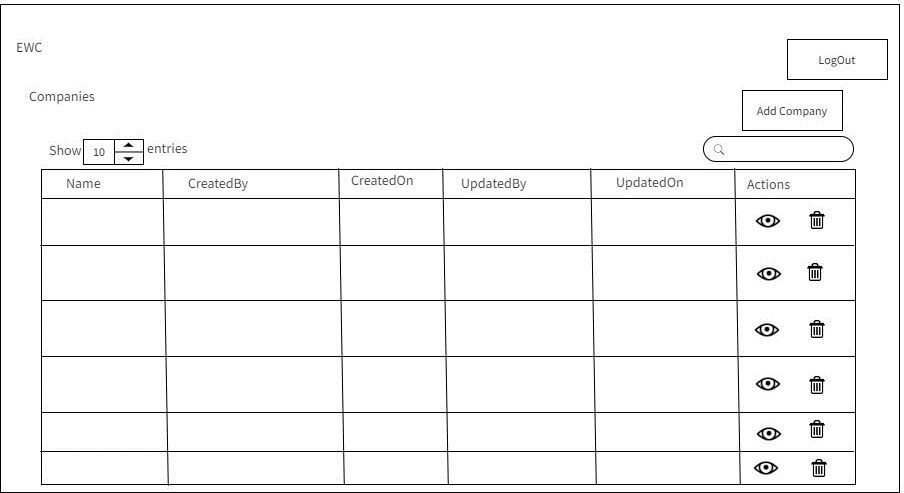 EWC
LogOut
Companies
Add Company
Show 10 entries
Name CreatedBy CreatedOn UpdatedBy UpdatedOn Actions